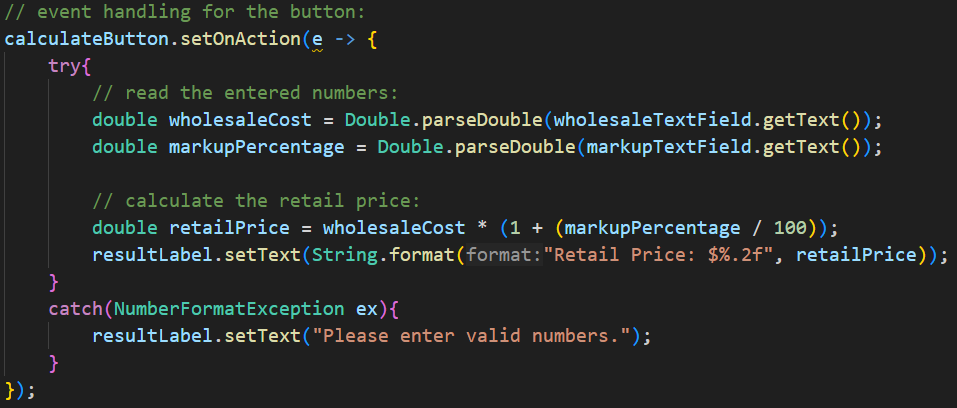 // event handling for the button:
calculateButton.setOnAction(e -> {
    try{
        // read the entered numbers:
        double wholesaleCost = Double.parseDouble(wholesaleTextField.getText());
        double markupPercentage = Double.parseDouble(markupTextField.getText());

        // calculate the retail price:
        double retailPrice = wholesaleCost * (1 + (markupPercentage / 100));
        resultLabel.setText(String.format(format:"Retail Price: $%.2f", retailPrice));
    }
    catch(NumberFormatException ex){
        resultLabel.setText("Please enter valid numbers.");
    }
});